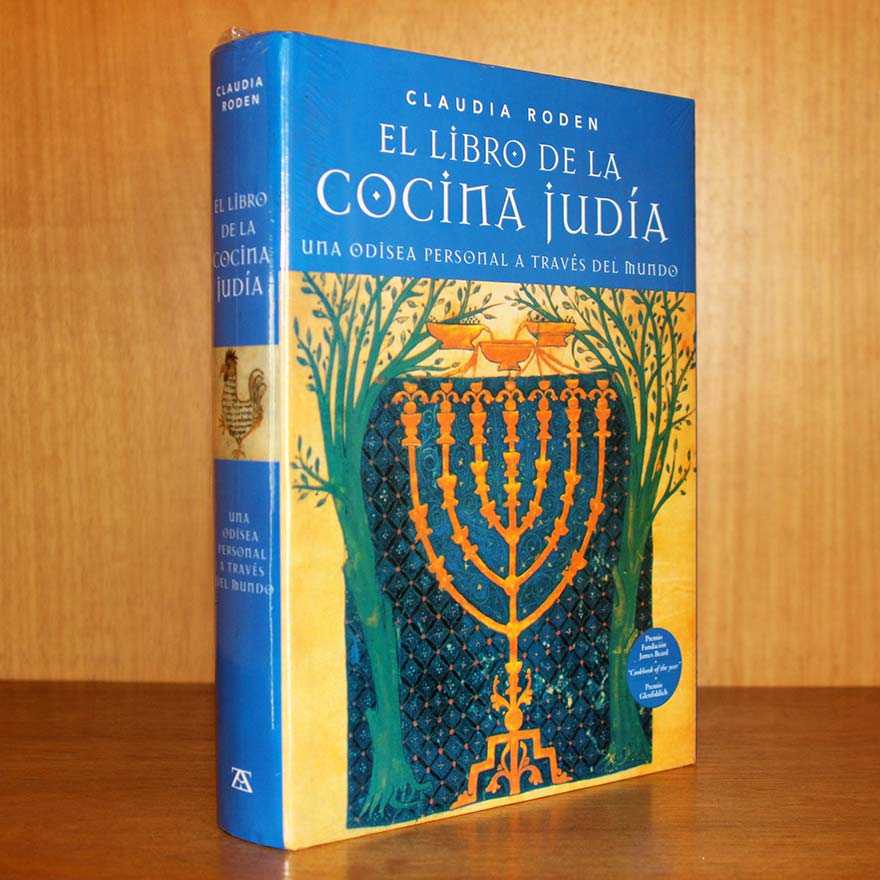 CLAUDIA
RODEN
EL LIBRO
DE LA
COCINA
JUDÍA
UNA
ODISEA
PERSONAL
A TRAVÉS
DEL MUNDO
CLAUDIA RODEN
EL LIBRO DE LA
COCINA JUDÍA
UNA ODISEA PERSONAL A TRAVÉS DEL MUNDO
Premio
Fundación
James Beard
"Cookbook of the year"
Premio
Glenfiddich